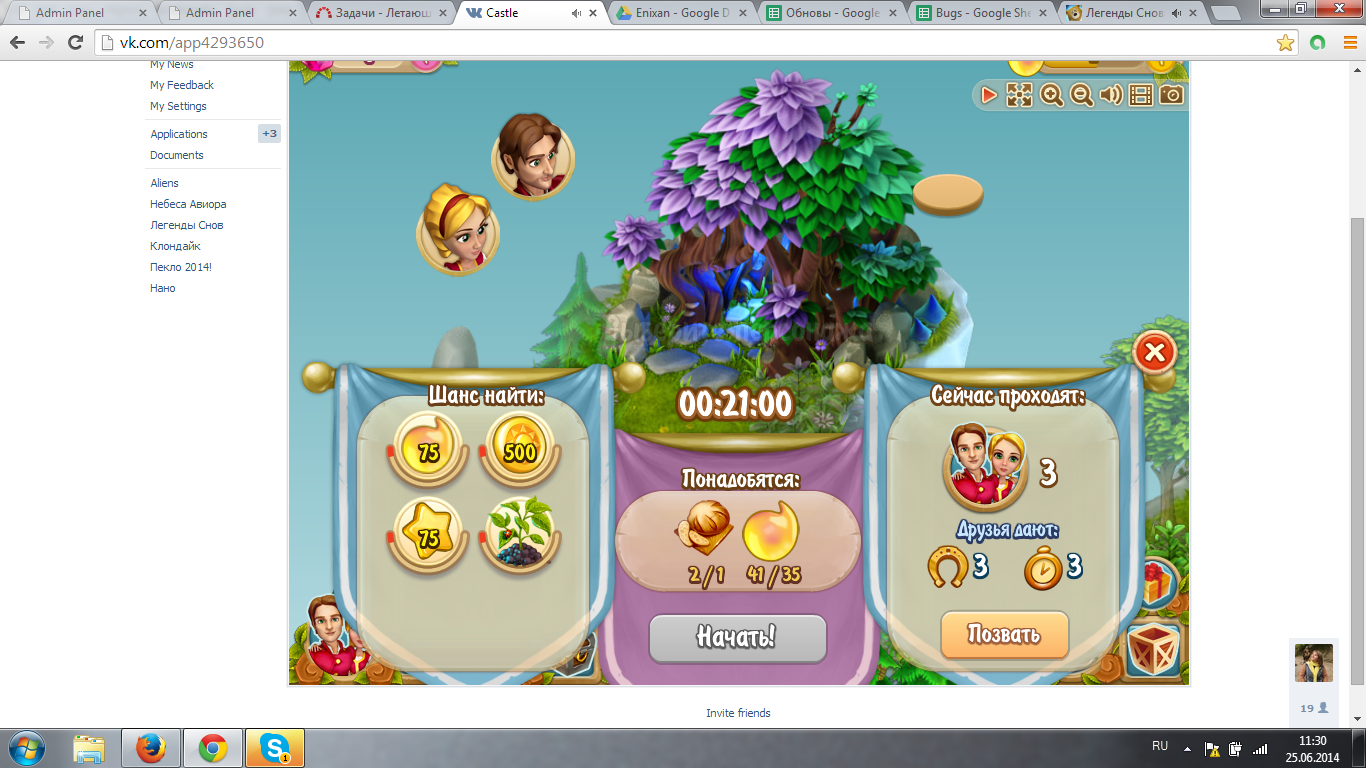 Admin Panel
Admin Panel
Задачи - Летающ
Castle
Enixan - Google D
Обновы - Google
Bugs - Google She
Легенды Снов
vk.com/app4293650
My News
My Feedback
My Settings
Applications +3
Documents
Aliens
Небеса Авиора
Легенды Снов
Клондайк
Пекло 2014!
Нано
Шанс найти:
75
500
75
00:21:00
Понадобятся:
2/1
41/35
Начать!
Сейчас проходят:
3
Друзья дают:
3
3
Позвать
Invite friends
19
1
RU
11:30
25.06.2014